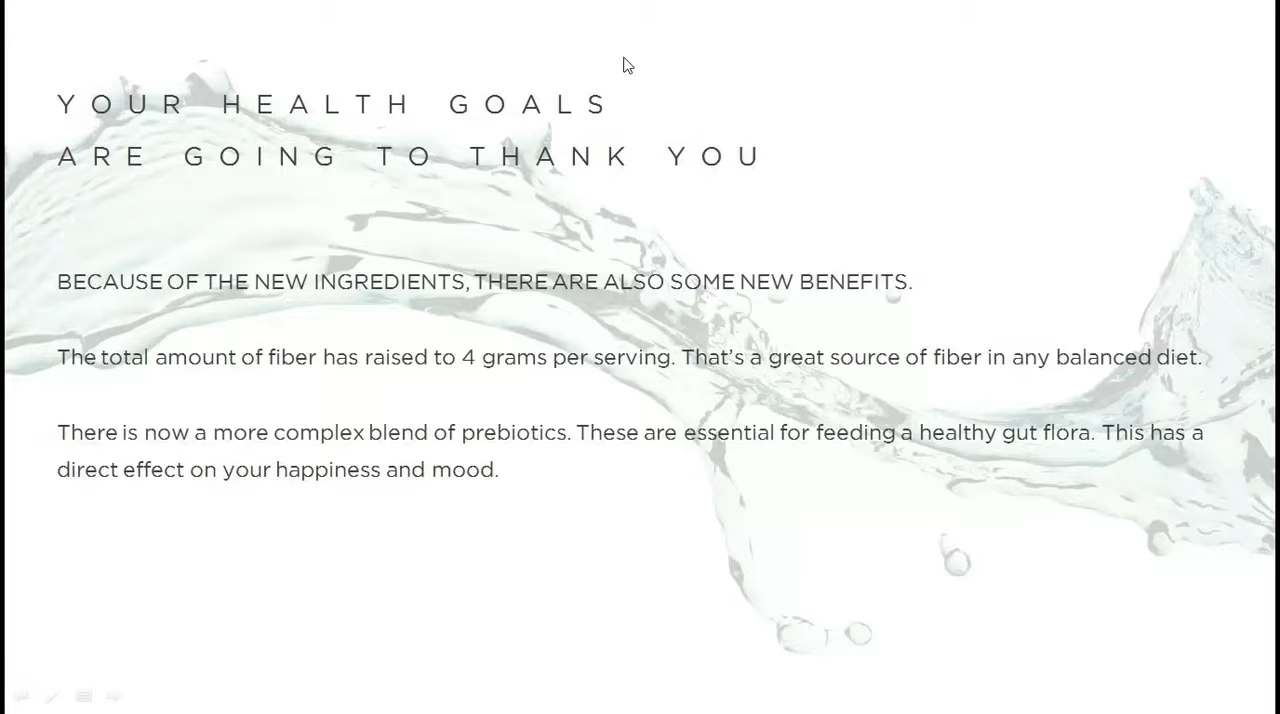 YOUR HEALTH GOALS
ARE GOING TO THANK YOU
BECAUSE OF THE NEW INGREDIENTS, THERE ARE ALSO SOME NEW BENEFITS.
The total amount of fiber has raised to 4 grams per serving. That's a great source of fiber in any balanced diet.
There is now a more complex blend of prebiotics. These are essential for feeding a healthy gut flora. This has a
direct effect on your happiness and mood.